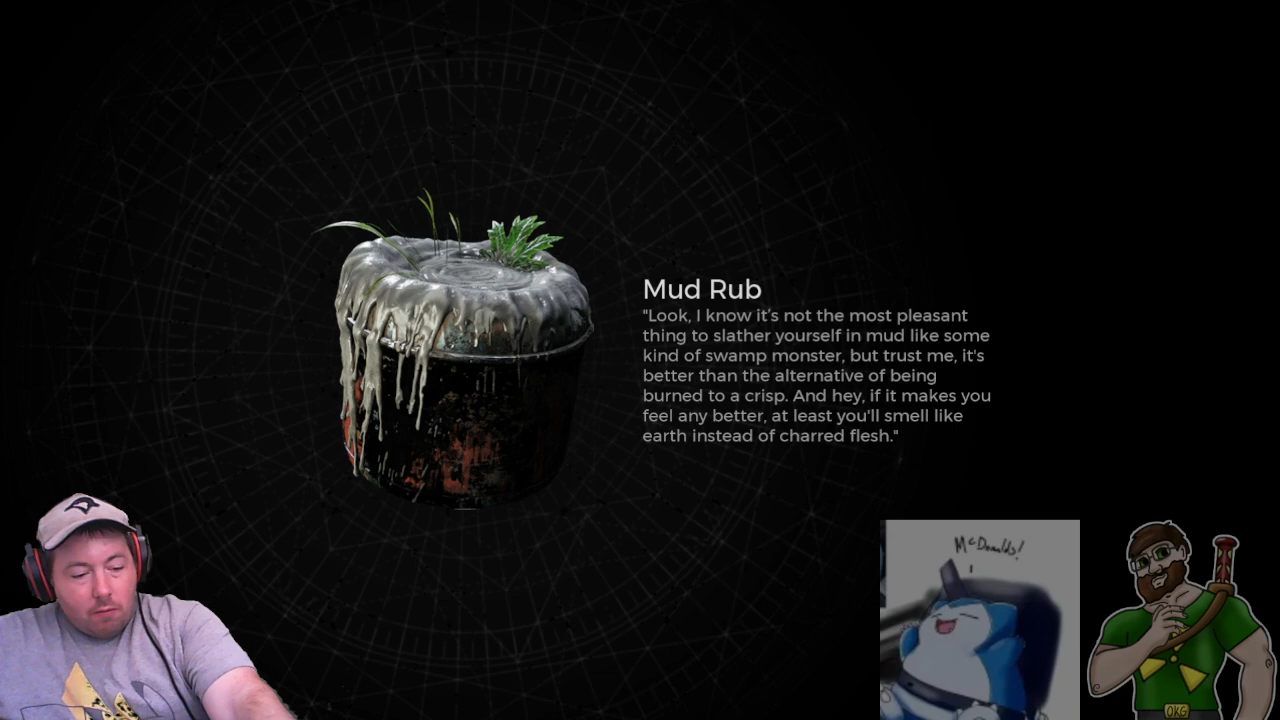 Mud Rub
"Look, I know it's not the most pleasant
thing to slather yourself in mud like some
kind of swamp monster, but trust me, it's
better than the alternative of being
burned to a crisp. And hey, if it makes you
feel any better, at least you'll smell like
earth instead of charred flesh."
McDonalds!
OKG